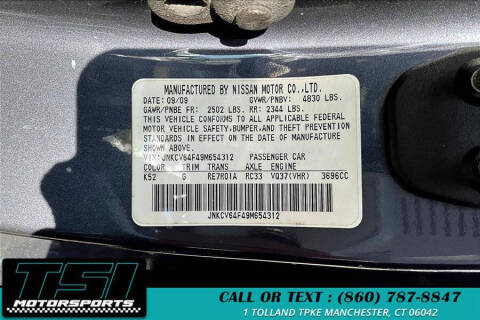 MANUFACTURED BY NISSAN MOTOR CO.,LTD.
DATE: 09/09 GVWR/PNBV: 4830 LBS.
GAWR/PNBE FR: 2502 LBS. RR: 2344 LBS.
THIS VEHICLE CONFORMS TO ALL APPLICABLE FEDERAL
MOTOR VEHICLE SAFETY,BUMPER,AND THEFT PREVENTION
STANDARDS IN EFFECT ON THE DATE OF MANUFACTURE
SHOWN ABOVE.
VIN:JNKCV64F49M654312 PASSENGER CAR
COLOR TRIM TRANS AXLE ENGINE
K52 G RE7R01A RC33 VQ37(VHR) 3696CC
JNKCV64F49M654312
TSI
MOTORSPORTS
CALL OR TEXT : (860) 787-8847
1 TOLLAND TPKE MANCHESTER, CT 06042